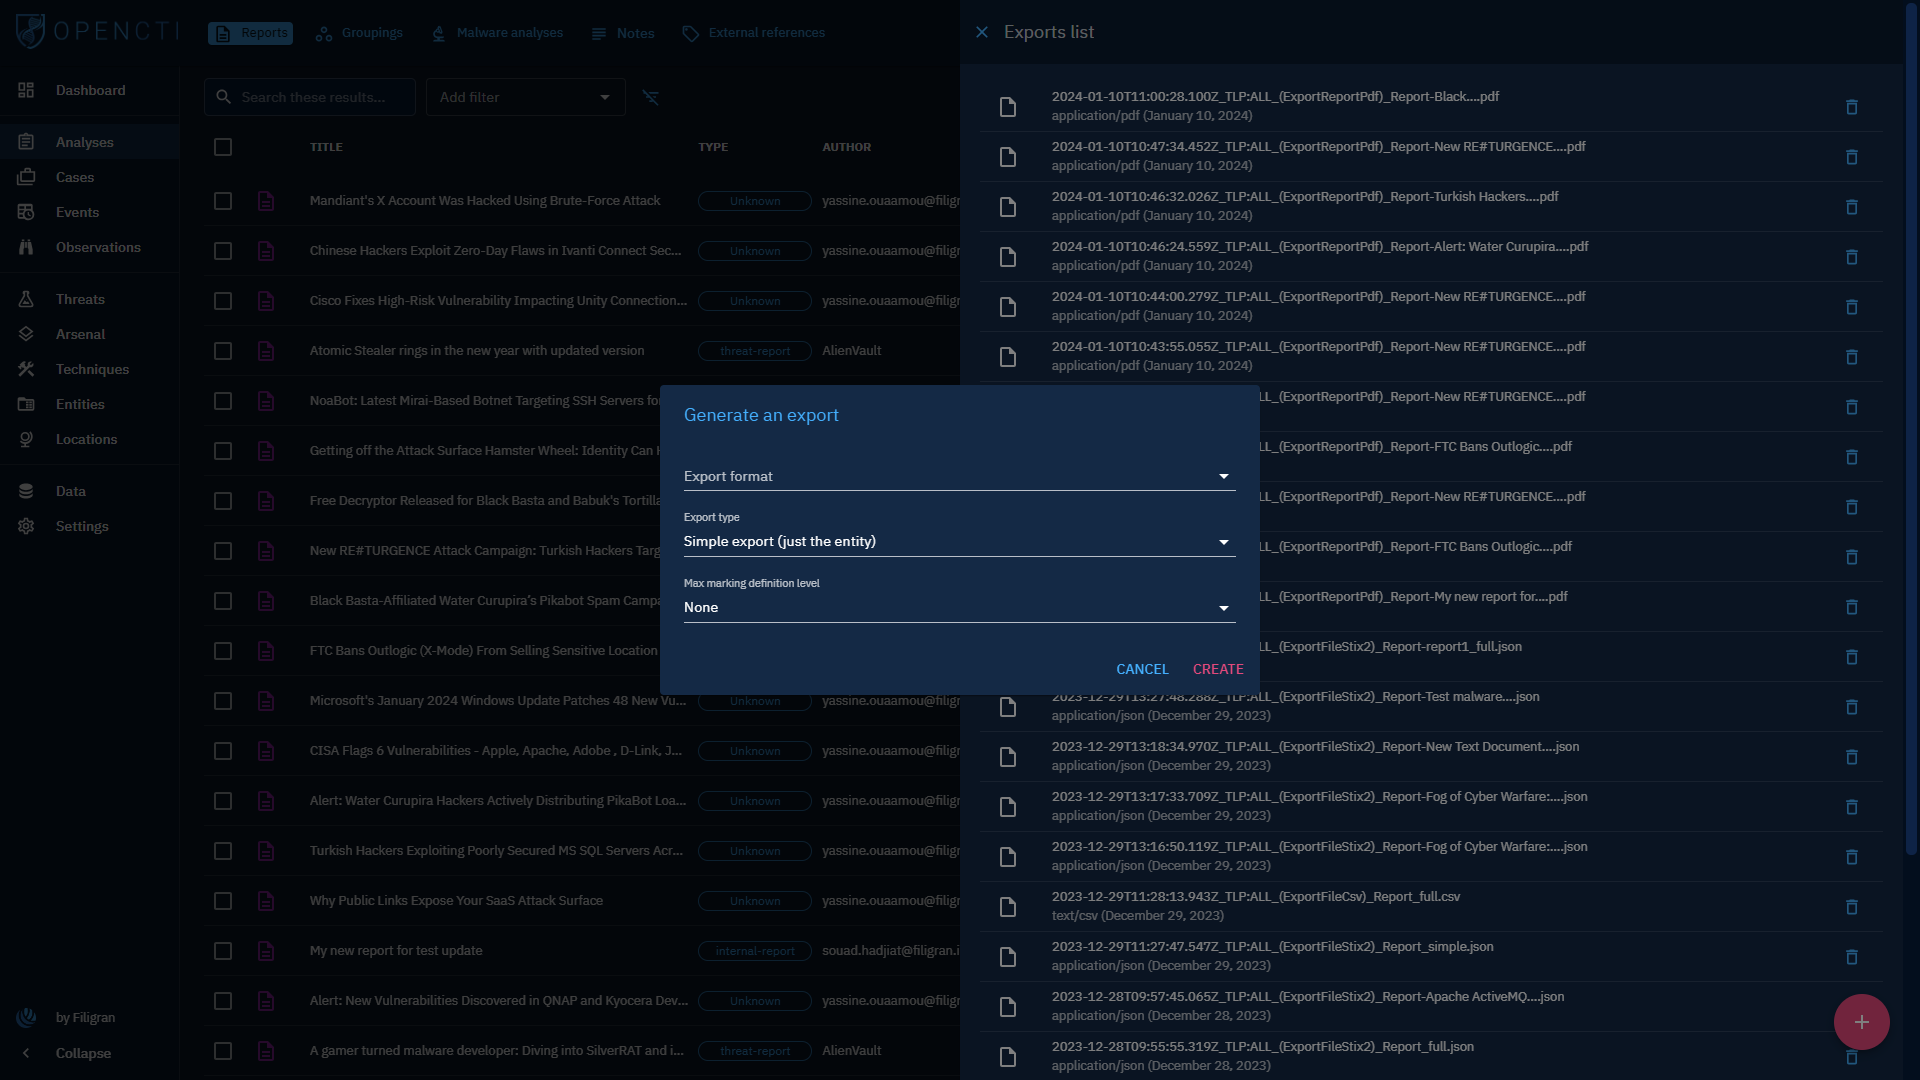 OPENCTI
Reports
Groupings
Malware analyses
Notes
External references
Dashboard
Analyses
Cases
Events
Observations
Threats
Arsenal
Techniques
Entities
Locations
Data
Settings
by Filigran
Collapse
Search these results...
Add filter
TITLE TYPE AUTHOR
Mandiant's X Account Was Hacked Using Brute-Force Attack Unknown yassine.ouaamou@filigr
Chinese Hackers Exploit Zero-Day Flaws in Ivanti Connect Sec... Unknown yassine.ouaamou@filigr
Cisco Fixes High-Risk Vulnerability Impacting Unity Connection... Unknown yassine.ouaamou@filigr
Atomic Stealer rings in the new year with updated version threat-report AlienVault
NoaBot: Latest Mirai-Based Botnet Targeting SSH Servers for
Getting off the Attack Surface Hamster Wheel: Identity Can
Free Decryptor Released for Black Basta and Babuk's Tortilla
New RE#TURGENCE Attack Campaign: Turkish Hackers Targ
Black Basta-Affiliated Water Curupira's Pikabot Spam Campa
FTC Bans Outlogic (X-Mode) From Selling Sensitive Location
Microsoft's January 2024 Windows Update Patches 48 New Vu... Unknown yassine.ouaamou@filigr
CISA Flags 6 Vulnerabilities - Apple, Apache, Adobe , D-Link, J... Unknown yassine.ouaamou@filigr
Alert: Water Curupira Hackers Actively Distributing PikaBot Loa... Unknown yassine.ouaamou@filigr
Turkish Hackers Exploiting Poorly Secured MS SQL Servers Acr... Unknown yassine.ouaamou@filigr
Why Public Links Expose Your SaaS Attack Surface Unknown yassine.ouaamou@filigr
My new report for test update internal-report souad.hadjiat@filigran.i
Alert: New Vulnerabilities Discovered in QNAP and Kyocera Dev... Unknown yassine.ouaamou@filigr
A gamer turned malware developer: Diving into SilverRAT and i... threat-report AlienVault
Generate an export
Export format
Export type
Simple export (just the entity)
Max marking definition level
None
CANCEL CREATE
Exports list
2024-01-10T11:00:28.100Z_TLP:ALL_(ExportReportPdf)_Report-Black....pdf
application/pdf (January 10, 2024)
2024-01-10T10:47:34.452Z_TLP:ALL_(ExportReportPdf)_Report-New RE#TURGENCE....pdf
application/pdf (January 10, 2024)
2024-01-10T10:46:32.026Z_TLP:ALL_(ExportReportPdf)_Report-Turkish Hackers....pdf
application/pdf (January 10, 2024)
2024-01-10T10:46:24.559Z_TLP:ALL_(ExportReportPdf)_Report-Alert: Water Curupira....pdf
application/pdf (January 10, 2024)
2024-01-10T10:44:00.279Z_TLP:ALL_(ExportReportPdf)_Report-New RE#TURGENCE....pdf
application/pdf (January 10, 2024)
2024-01-10T10:43:55.055Z_TLP:ALL_(ExportReportPdf)_Report-New RE#TURGENCE....pdf
application/pdf (January 10, 2024)
LL_(ExportReportPdf)_Report-New RE#TURGENCE....pdf
LL_(ExportReportPdf)_Report-FTC Bans Outlogic....pdf
LL_(ExportReportPdf)_Report-New RE#TURGENCE....pdf
LL_(ExportReportPdf)_Report-FTC Bans Outlogic....pdf
LL_(ExportReportPdf)_Report-My new report for....pdf
LL_(ExportFileStix2)_Report-report1_full.json
2023-12-29T13:27:48.288Z_TLP:ALL_(ExportFileStix2)_Report-Test malware....json
application/json (December 29, 2023)
2023-12-29T13:18:34.970Z_TLP:ALL_(ExportFileStix2)_Report-New Text Document....json
application/json (December 29, 2023)
2023-12-29T13:17:33.709Z_TLP:ALL_(ExportFileStix2)_Report-Fog of Cyber Warfare:....json
application/json (December 29, 2023)
2023-12-29T13:16:50.119Z_TLP:ALL_(ExportFileStix2)_Report-Fog of Cyber Warfare:....json
application/json (December 29, 2023)
2023-12-29T11:28:13.943Z_TLP:ALL_(ExportFileCsv)_Report_full.csv
text/csv (December 29, 2023)
2023-12-29T11:27:47.547Z_TLP:ALL_(ExportFileStix2)_Report_simple.json
application/json (December 29, 2023)
2023-12-28T09:57:45.065Z_TLP:ALL_(ExportFileStix2)_Report-Apache ActiveMQ....json
application/json (December 28, 2023)
2023-12-28T09:55:55.319Z_TLP:ALL_(ExportFileStix2)_Report_full.json
application/json (December 28, 2023)